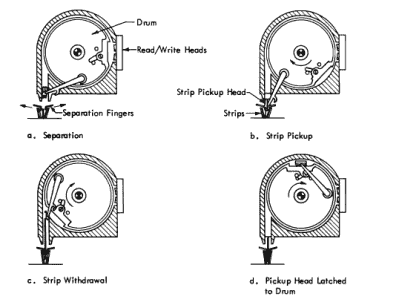 Drum
Read/Write Heads
Separation Fingers
a. Separation
Strip Pickup Head
Strips
b. Strip Pickup
c. Strip Withdrawal
d. Pickup Head Latched
to Drum